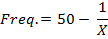 Freq. = 50 − 1/X